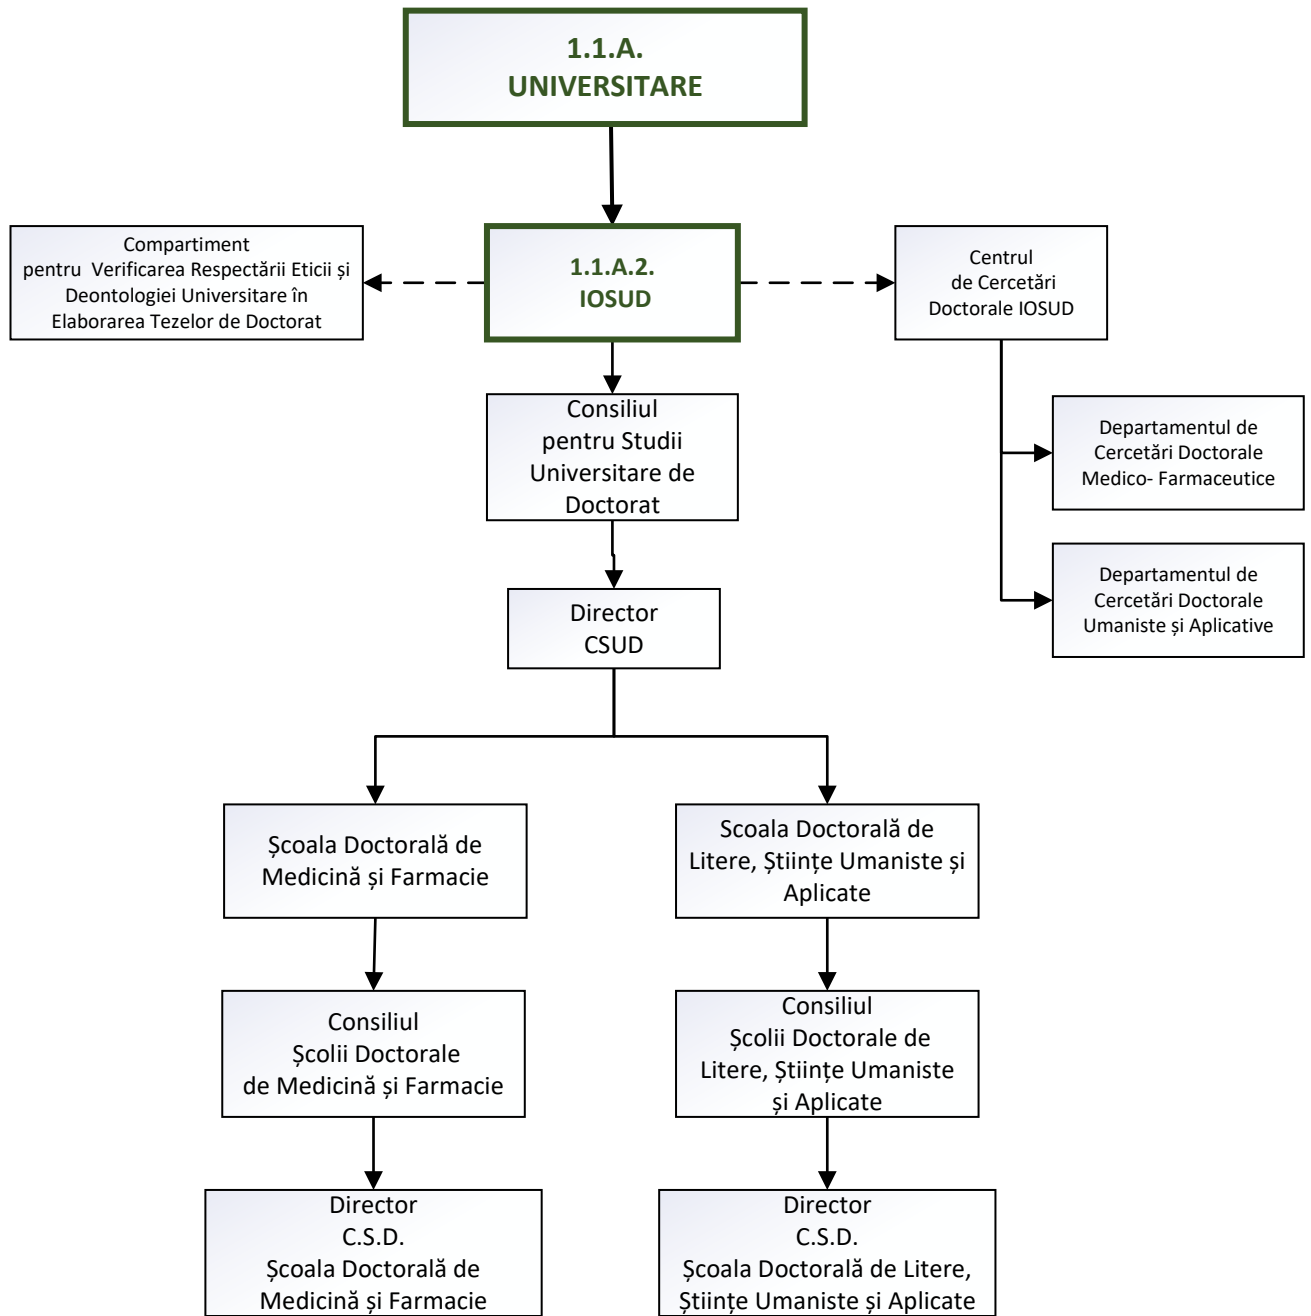 1.1.A.
UNIVERSITARE
Compartiment
pentru Verificarea Respectării Eticii și
Deontologiei Universitare în
Elaborarea Tezelor de Doctorat
1.1.A.2.
IOSUD
Centrul
de Cercetări
Doctorale IOSUD
Consiliul
pentru Studii
Universitare de
Doctorat
Departamentul de
Cercetări Doctorale
Medico- Farmaceutice
Departamentul de
Cercetări Doctorale
Umaniste și Aplicative
Director
CSUD
Școala Doctorală de
Medicină și Farmacie
Scoala Doctorală de
Litere, Științe Umaniste și
Aplicate
Consiliul
Școlii Doctorale
de Medicină și Farmacie
Consiliul
Școlii Doctorale de
Litere, Științe Umaniste
și Aplicate
Director
C.S.D.
Școala Doctorală de
Medicină și Farmacie
Director
C.S.D.
Școala Doctorală de Litere,
Științe Umaniste și Aplicate